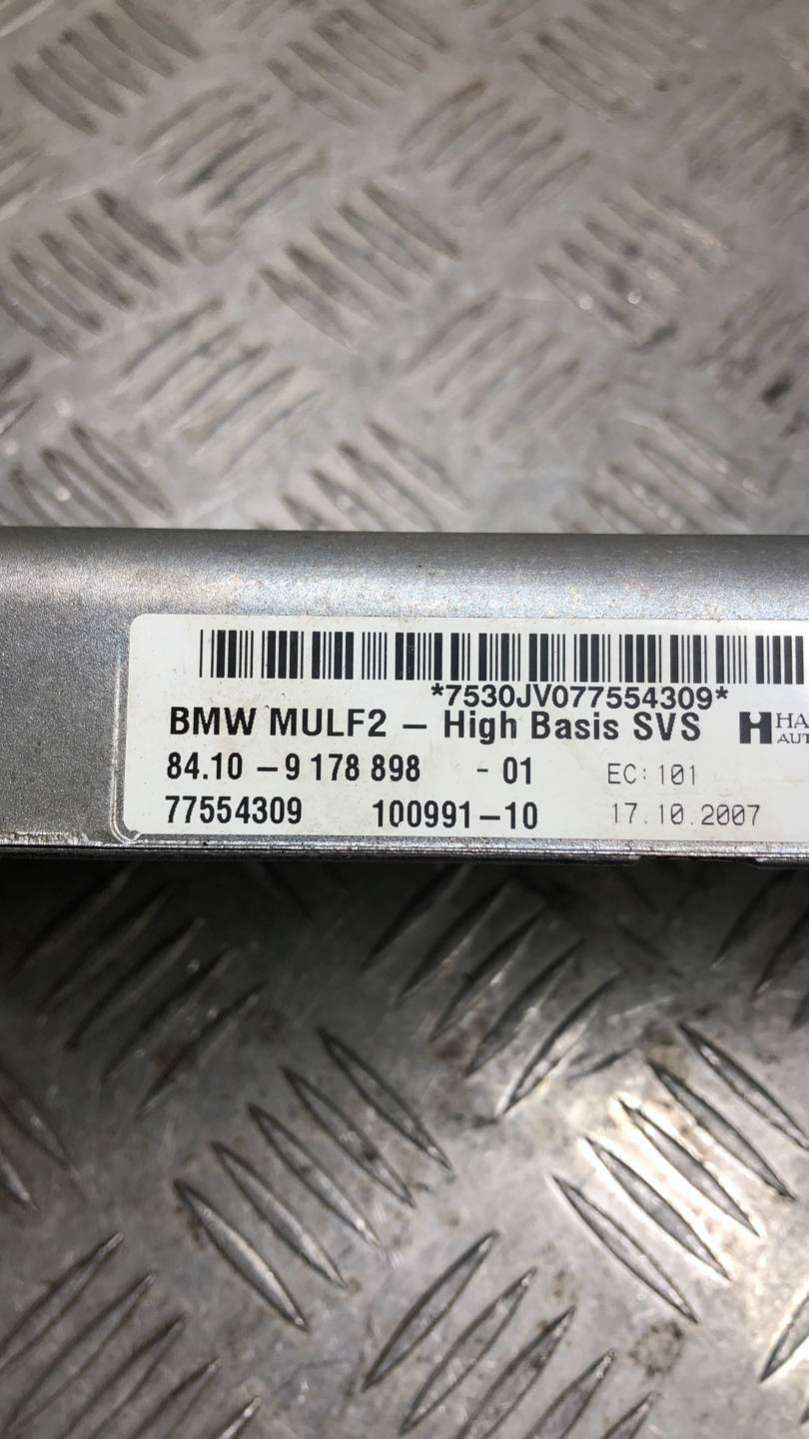 *7530JV077554309*
BMW MULF2 – High Basis SVS
84.10 – 9 178 898 - 01 EC: 101
77554309 100991–10 17.10.2007